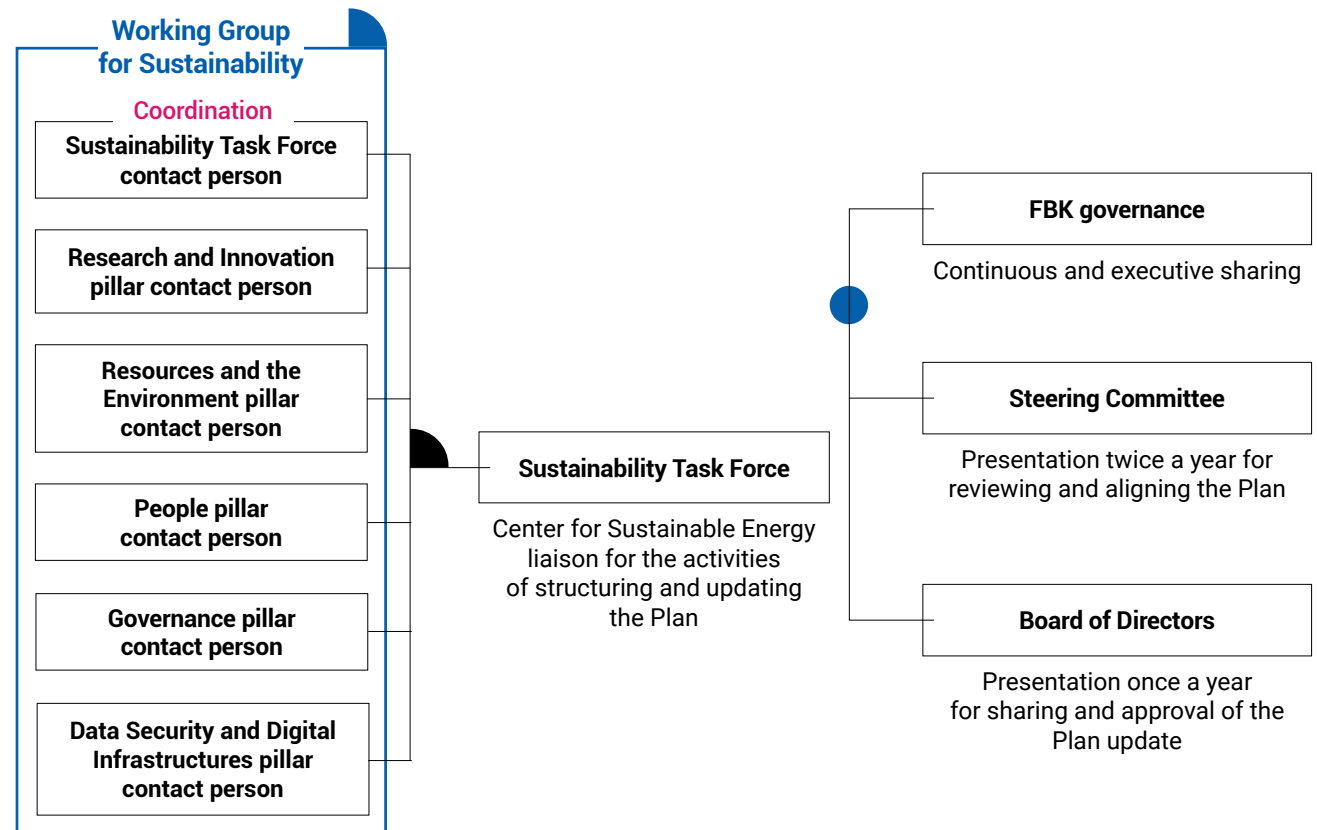 Working Group
for Sustainability
Coordination
Sustainability Task Force
contact person
Research and Innovation
pillar contact person
Resources and the
Environment pillar
contact person
People pillar
contact person
Governance pillar
contact person
Data Security and Digital
Infrastructures pillar
contact person
Sustainability Task Force
Center for Sustainable Energy
liaison for the activities
of structuring and updating
the Plan
FBK governance
Continuous and executive sharing
Steering Committee
Presentation twice a year for
reviewing and aligning the Plan
Board of Directors
Presentation once a year
for sharing and approval of the
Plan update